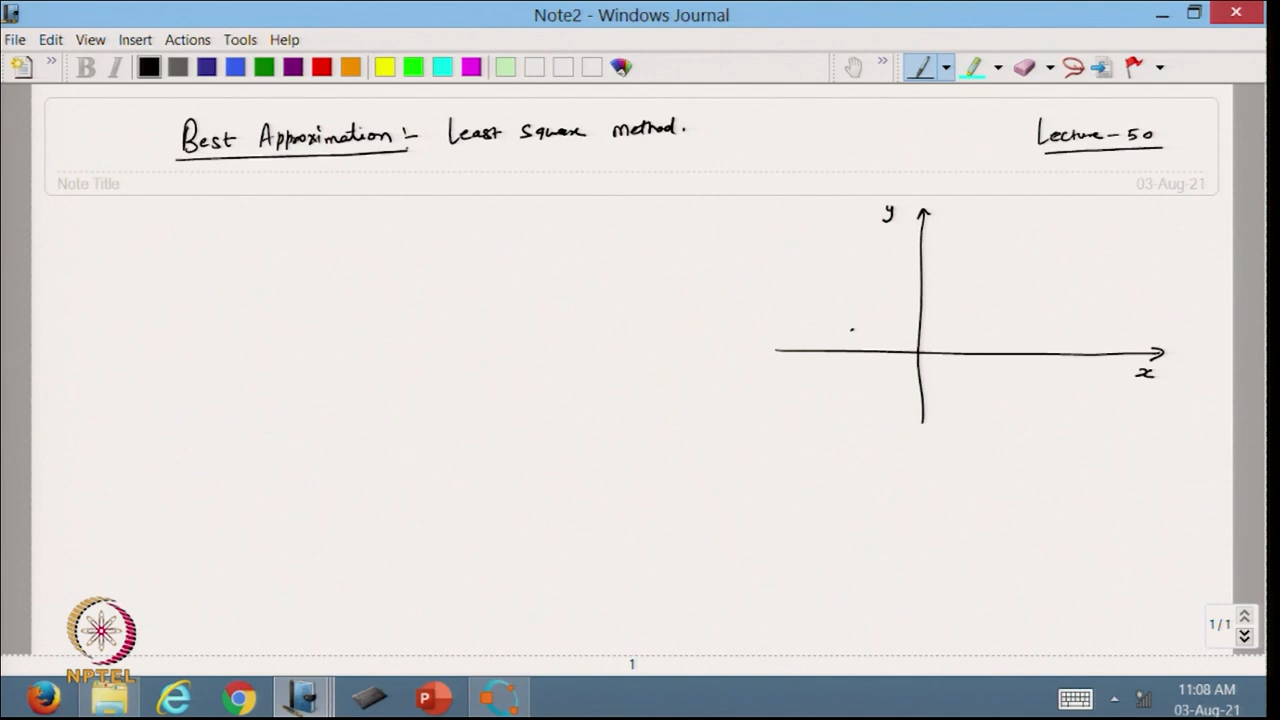 Note2 - Windows Journal
File Edit View Insert Actions Tools Help
B I
Best Approximation :- Least square method.
Lecture - 50
Note Title
03-Aug-21
y
x
1 / 1
1
NPTEL
11:08 AM
03-Aug-21